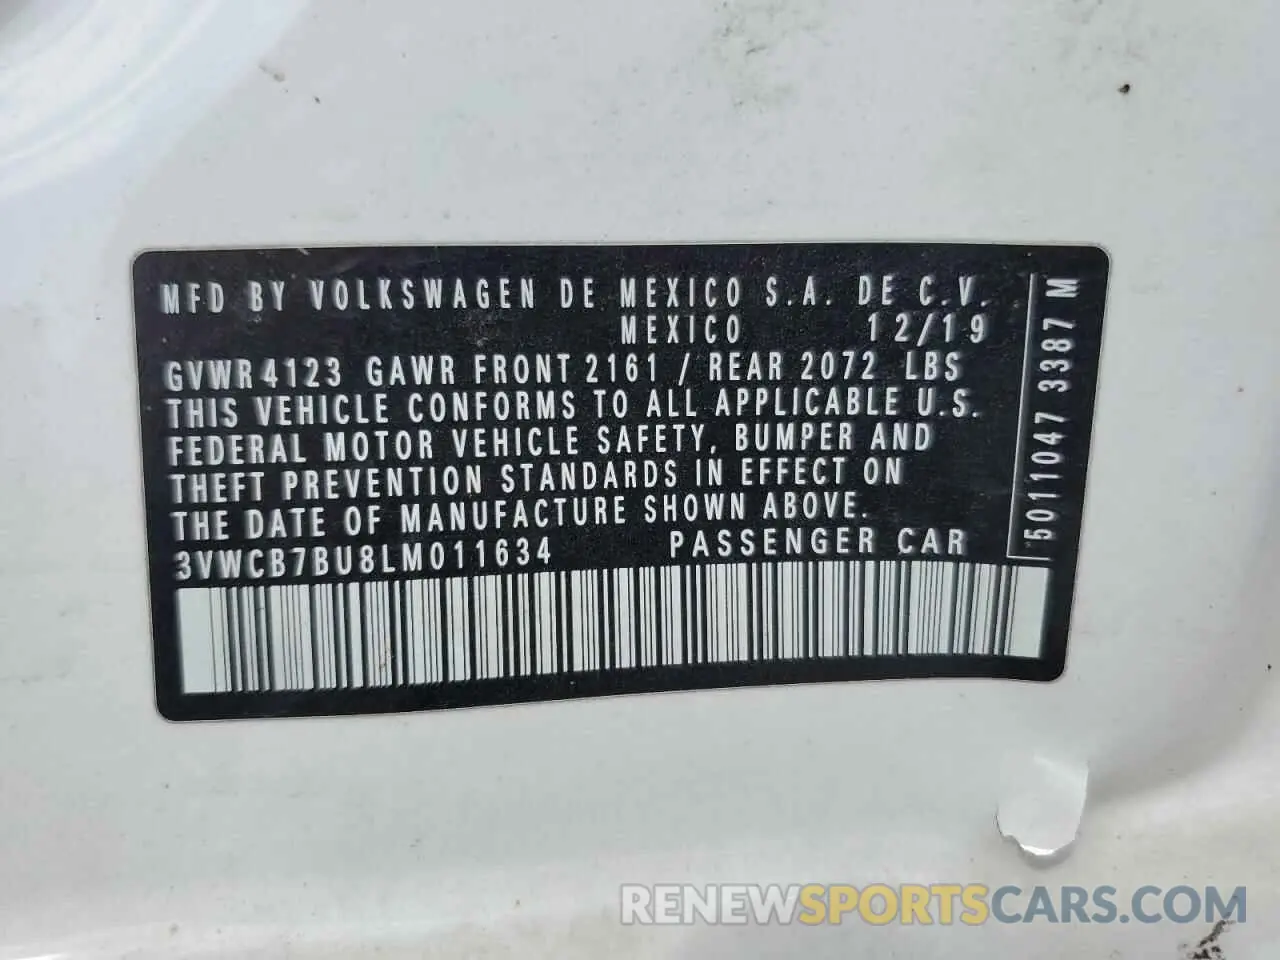 MFD BY VOLKSWAGEN DE MEXICO S.A. DE C.V.
MEXICO 12/19
GVWR 4123 GAWR FRONT 2161 / REAR 2072 LBS
THIS VEHICLE CONFORMS TO ALL APPLICABLE U.S.
FEDERAL MOTOR VEHICLE SAFETY, BUMPER AND
THEFT PREVENTION STANDARDS IN EFFECT ON
THE DATE OF MANUFACTURE SHOWN ABOVE.
3VWCB7BU8LM011634 PASSENGER CAR
5011047 3387 M
RENEWSPORTSCARS.COM